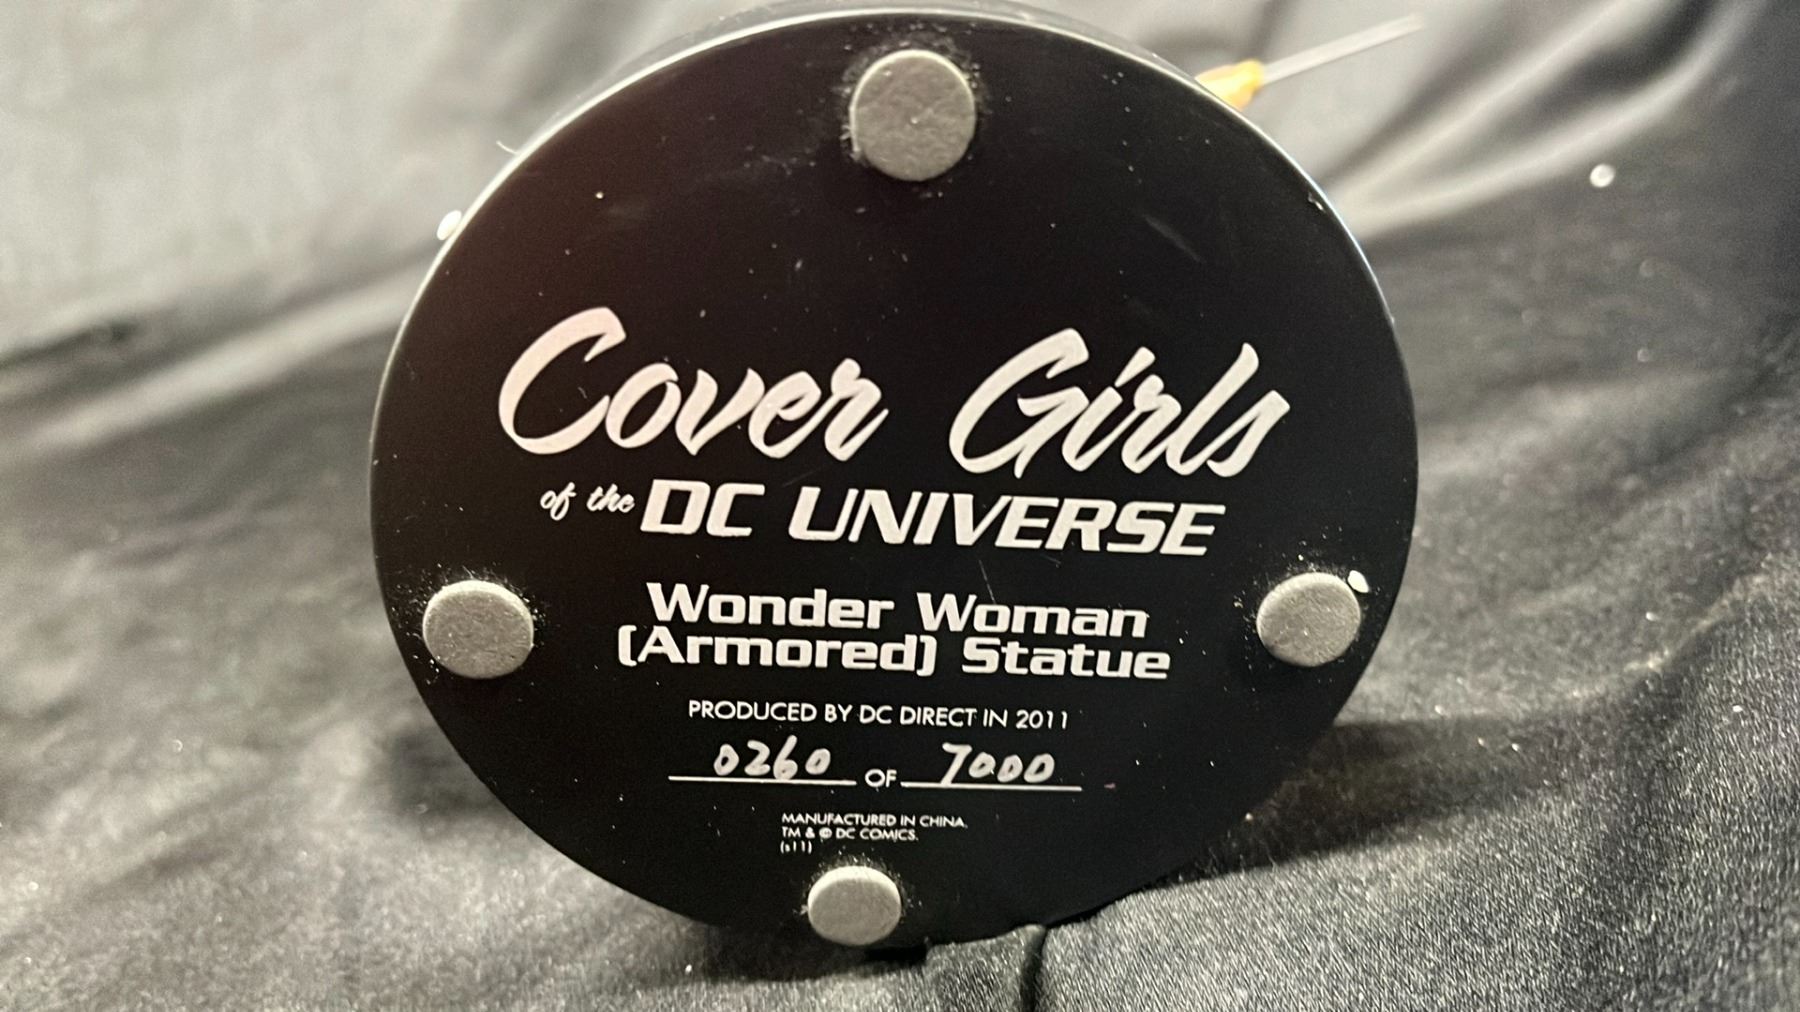 Cover Girls
of the DC UNIVERSE
Wonder Woman
(Armored) Statue
PRODUCED BY DC DIRECT IN 2011
0260 OF 7000
MANUFACTURED IN CHINA.
TM & © DC COMICS.
(s11)